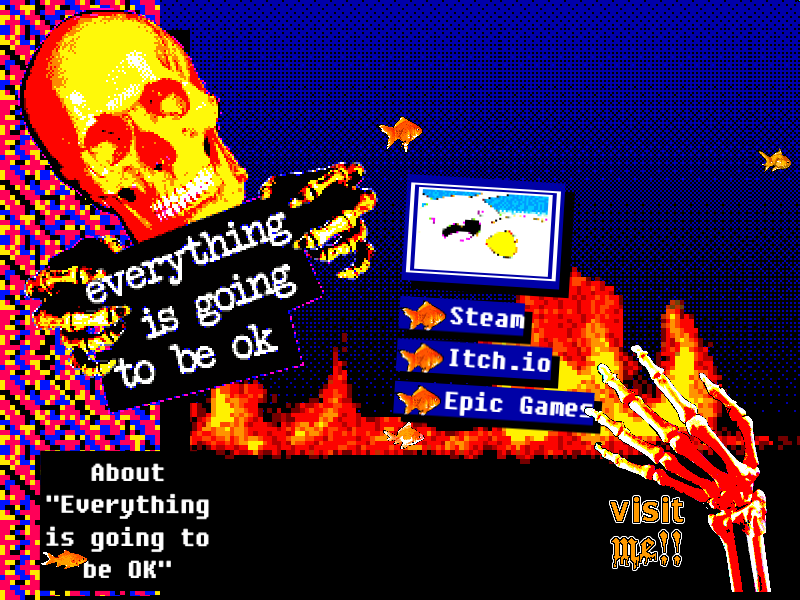 everything
is going
to be ok
Steam
Itch.io
Epic Games
About
"Everything
is going to
be OK"
visit
me!!